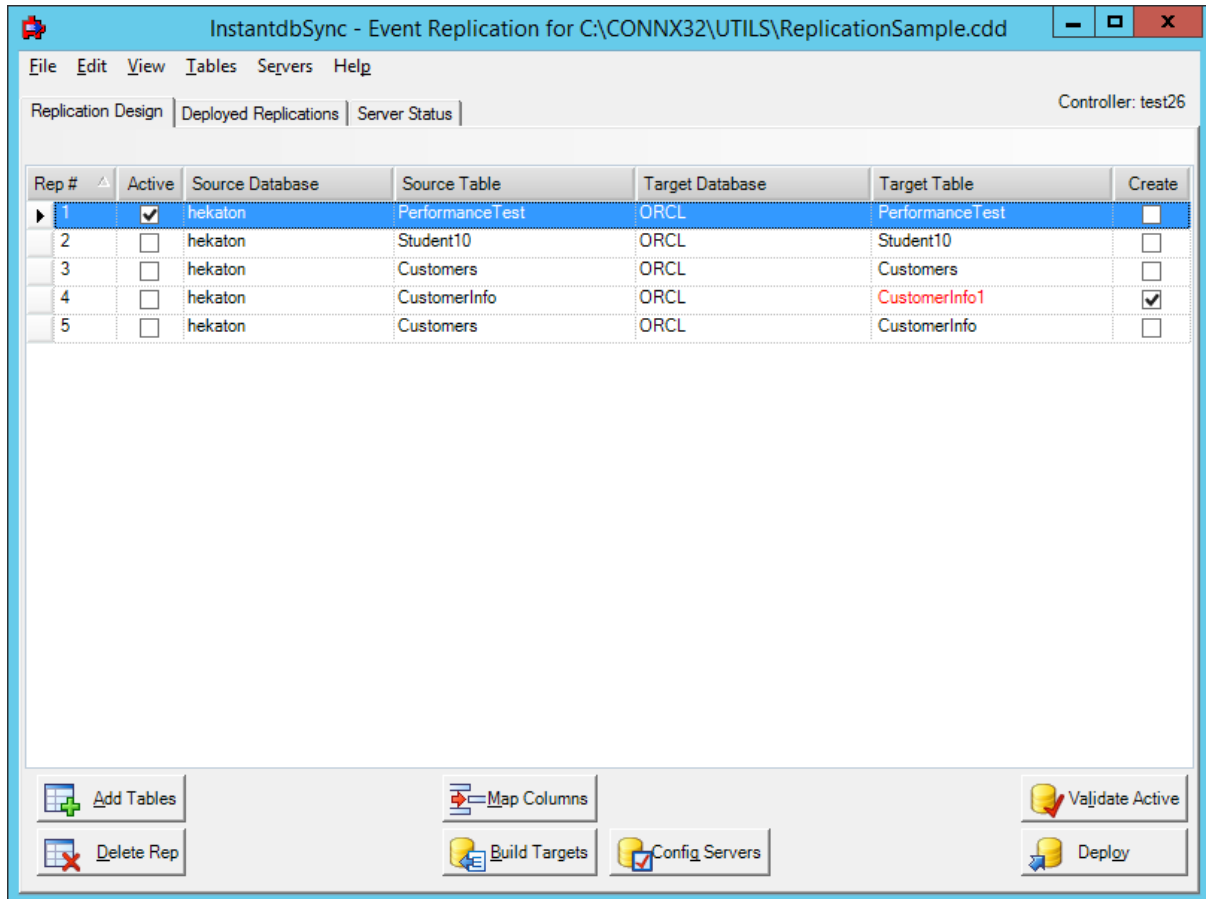 InstantdbSync - Event Replication for C:\CONNX32\UTILS\ReplicationSample.cdd
File Edit View Tables Servers Help
Replication Design Deployed Replications Server Status Controller: test26
Rep # Active Source Database Source Table Target Database Target Table Create
1 hekaton PerformanceTest ORCL PerformanceTest
2 hekaton Student10 ORCL Student10
3 hekaton Customers ORCL Customers
4 hekaton CustomerInfo ORCL CustomerInfo1
5 hekaton Customers ORCL CustomerInfo
Add Tables Map Columns Validate Active
Delete Rep Build Targets Config Servers Deploy